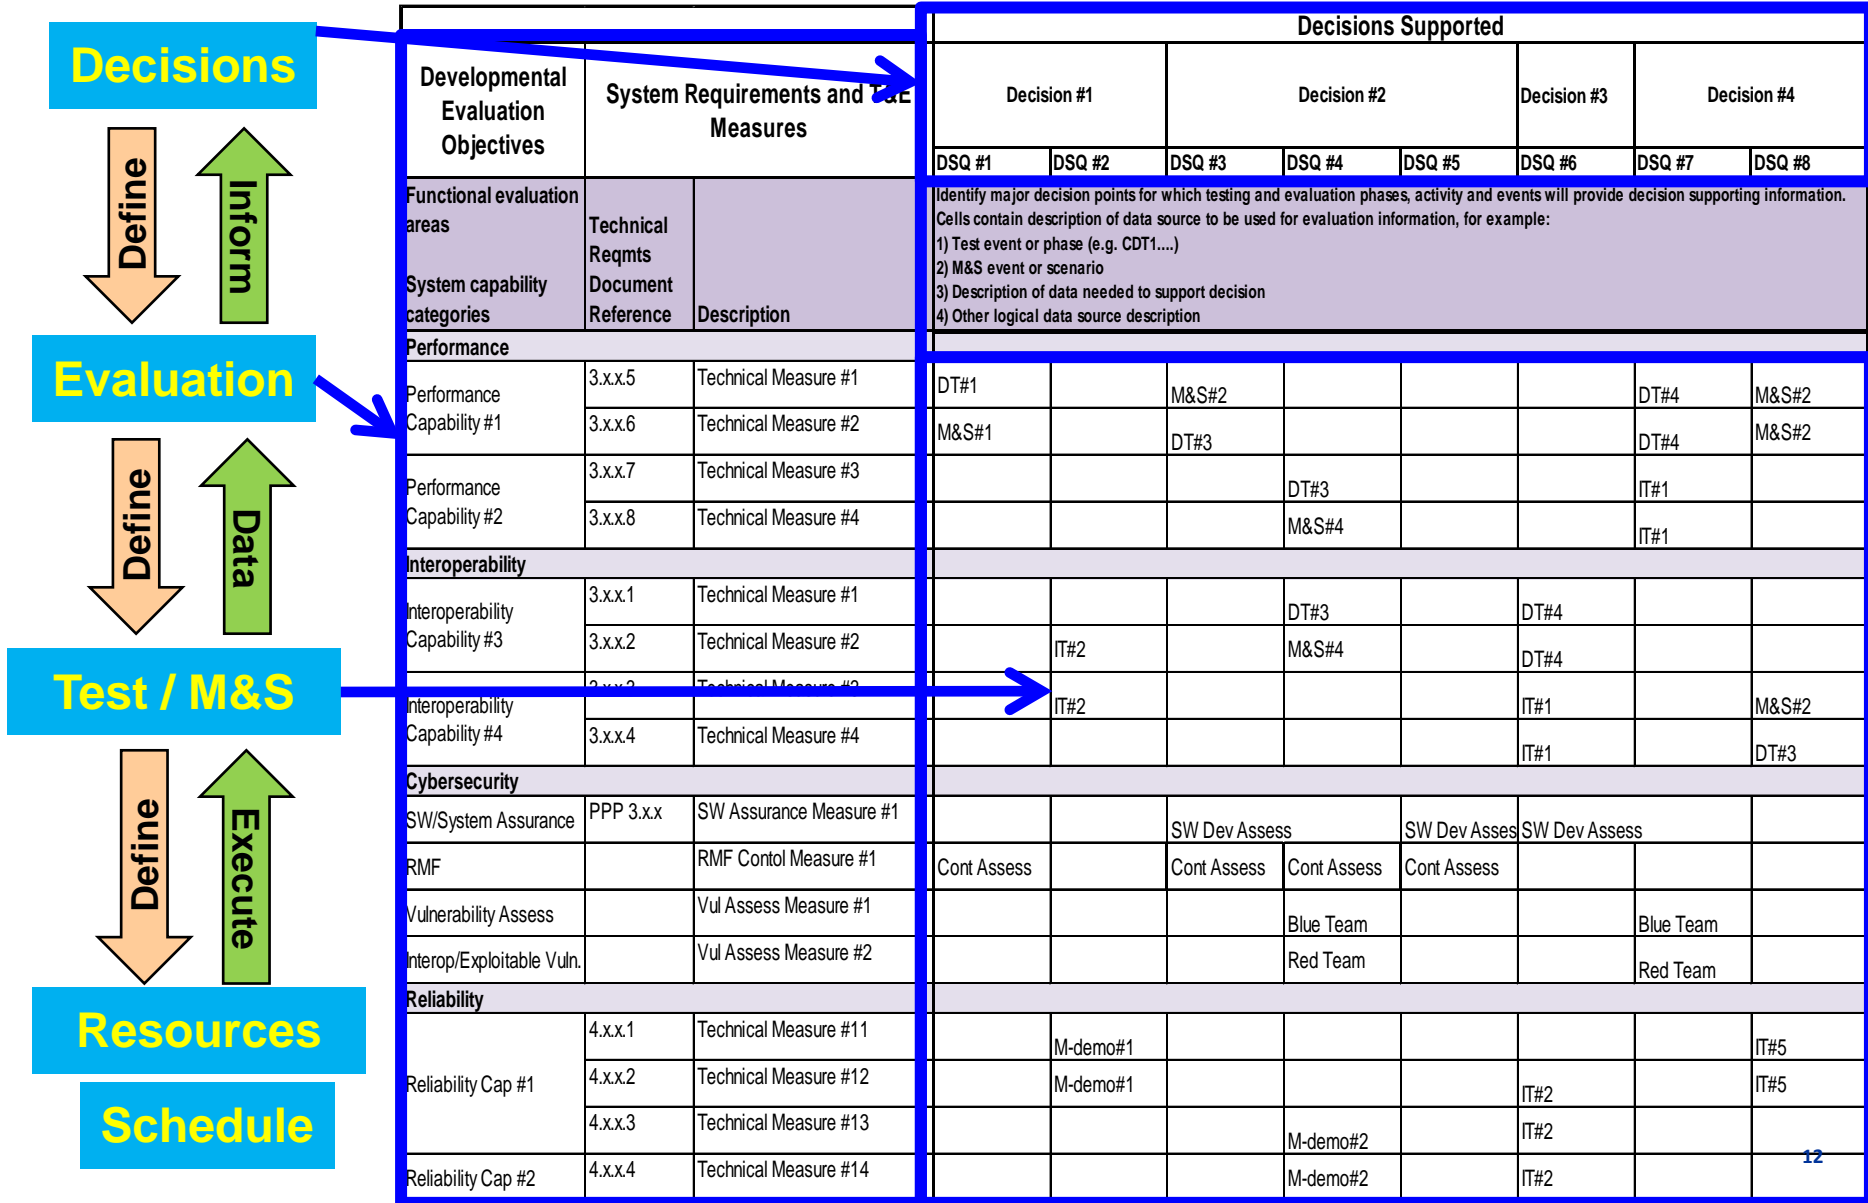 Decisions
Define
Inform
Evaluation
Define
Data
Test / M&S
Define
Execute
Resources
Schedule
Decisions Supported
Developmental
Evaluation
Objectives
System Requirements and T&E
Measures
Decision #1
Decision #2
Decision #3
Decision #4
DSQ #1
DSQ #2
DSQ #3
DSQ #4
DSQ #5
DSQ #6
DSQ #7
DSQ #8
Functional evaluation
areas
System capability
categories
Technical
Reqmts
Document
Reference
Description
Identify major decision points for which testing and evaluation phases, activity and events will provide decision supporting information.
Cells contain description of data source to be used for evaluation information, for example:
1) Test event or phase (e.g. CDT1....)
2) M&S event or scenario
3) Description of data needed to support decision
4) Other logical data source description
Performance
Performance
Capability #1
3.x.x.5 Technical Measure #1 DT#1 M&S#2 DT#4 M&S#2
3.x.x.6 Technical Measure #2 M&S#1 DT#3 DT#4 M&S#2
Performance
Capability #2
3.x.x.7 Technical Measure #3 DT#3 IT#1
3.x.x.8 Technical Measure #4 M&S#4 IT#1
Interoperability
Interoperability
Capability #3
3.x.x.1 Technical Measure #1 DT#3 DT#4
3.x.x.2 Technical Measure #2 IT#2 M&S#4 DT#4
Interoperability
Capability #4
Technical Measure IT#2 IT#1 M&S#2
3.x.x.4 Technical Measure #4 IT#1 DT#3
Cybersecurity
SW/System Assurance PPP 3.x.x SW Assurance Measure #1 SW Dev Assess SW Dev Asses SW Dev Assess
RMF RMF Contol Measure #1 Cont Assess Cont Assess Cont Assess Cont Assess
Vulnerability Assess Vul Assess Measure #1 Blue Team Blue Team
Interop/Exploitable Vuln. Vul Assess Measure #2 Red Team Red Team
Reliability
Reliability Cap #1
4.x.x.1 Technical Measure #11 M-demo#1 IT#5
4.x.x.2 Technical Measure #12 M-demo#1 IT#2 IT#5
4.x.x.3 Technical Measure #13 M-demo#2 IT#2
Reliability Cap #2 4.x.x.4 Technical Measure #14 M-demo#2 IT#2
12